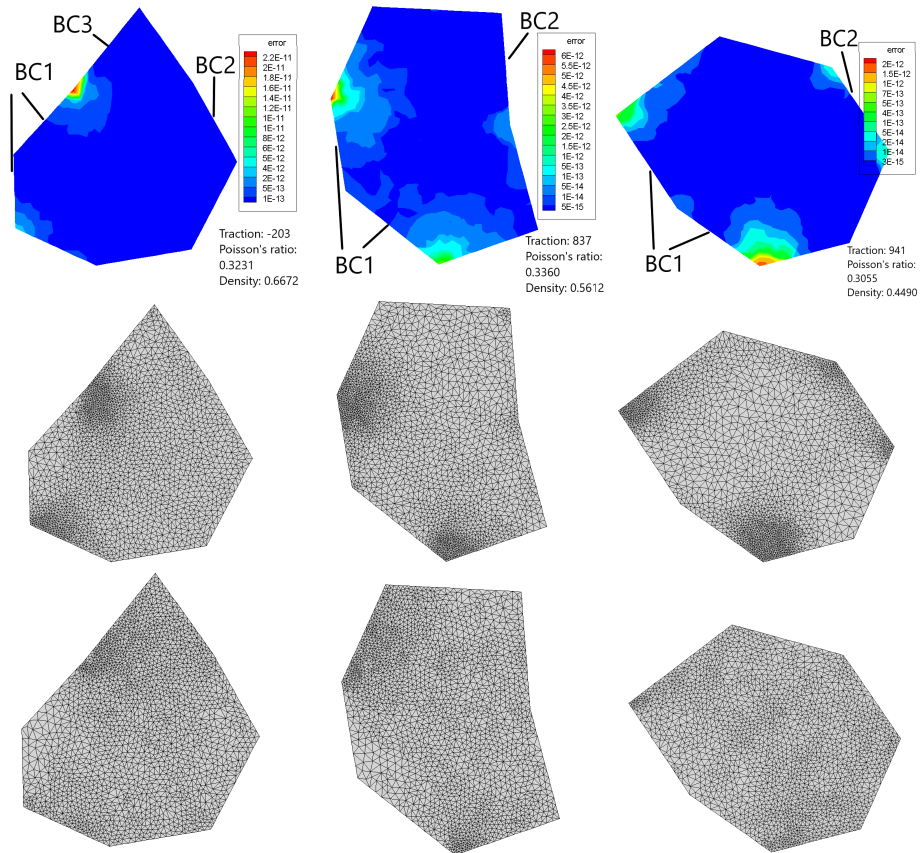 BC3
BC1
BC2
error
2.2E-11
2E-11
1.8E-11
1.6E-11
1.4E-11
1.2E-11
1E-11
1E-11
8E-12
6E-12
5E-12
4E-12
2E-12
5E-13
1E-13
Traction: -203
Poisson's ratio:
0.3231
Density: 0.6672
BC2
BC1
error
6E-12
5.5E-12
5E-12
4.5E-12
4E-12
3.5E-12
3E-12
2.5E-12
2E-12
1E-12
5E-13
1E-13
5E-14
1E-14
5E-15
Traction: 837
Poisson's ratio:
0.3360
Density: 0.5612
BC2
BC1
error
2E-12
1.5E-12
1E-12
7E-13
5E-13
4E-13
1E-13
5E-14
2E-14
1E-14
3E-15
Traction: 941
Poisson's ratio:
0.3055
Density: 0.4490